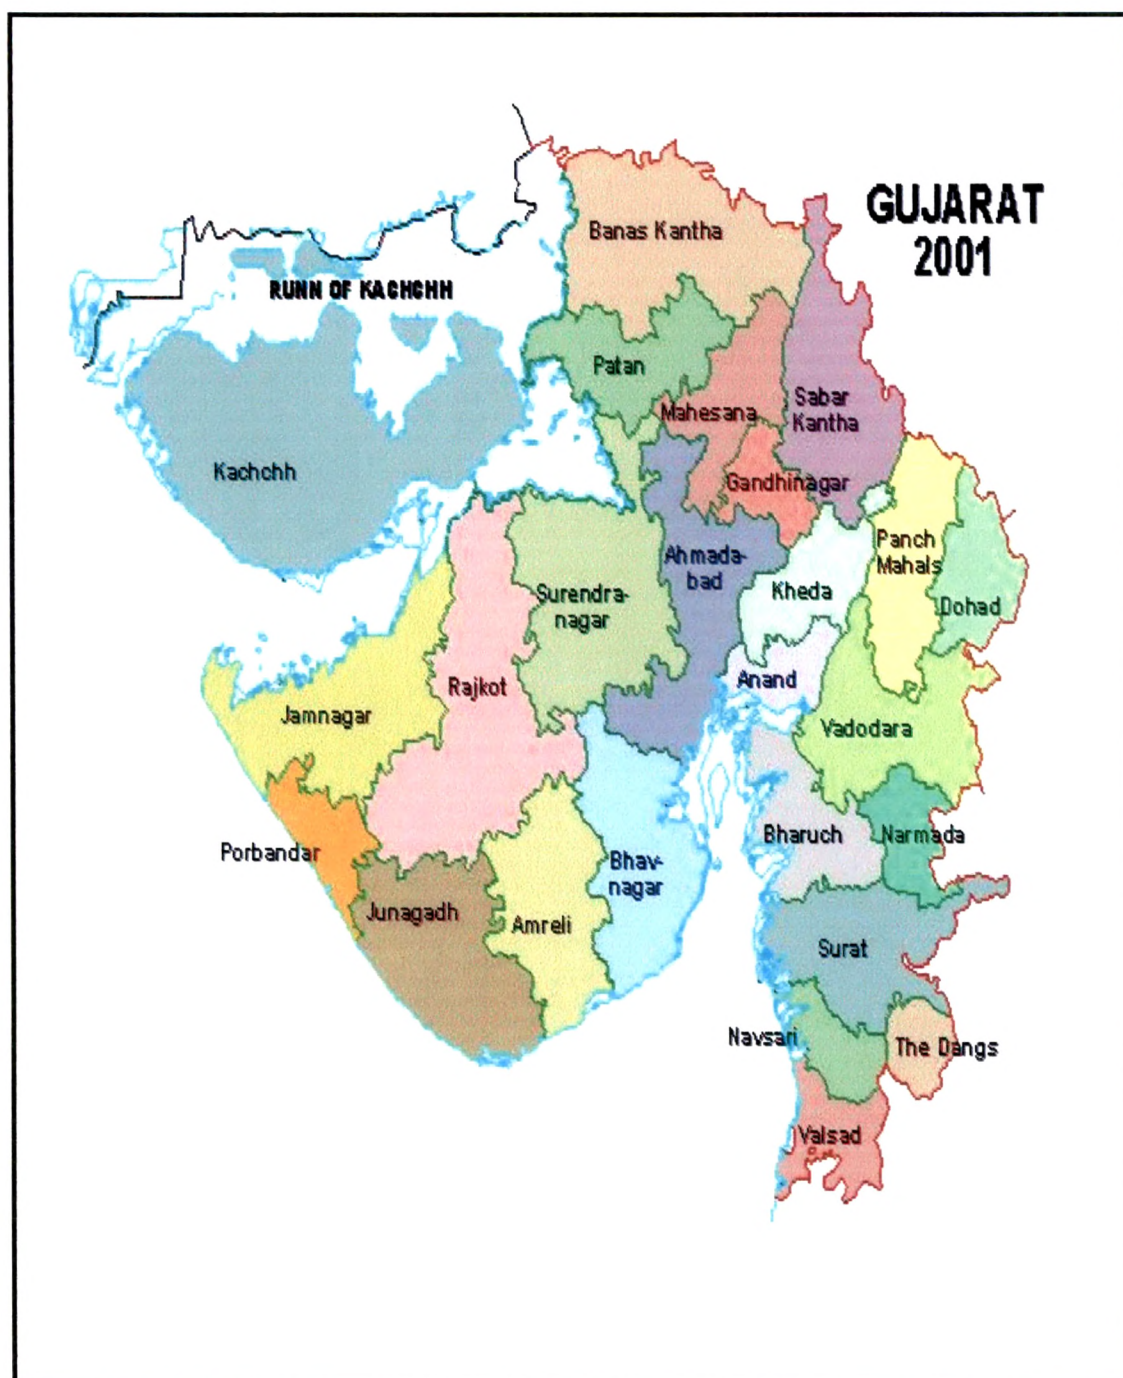 GUJARAT
2001
Banas Kantha
RUNN OF KACHCHH
Patan
Mahesana
Sabar
Kantha
Kachchh
Gandhinagar
Ahmada-
bad
Panch
Mahals
Kheda
Dohad
Surendra-
nagar
Rajkot
Anand
Jamnagar
Vadodara
Bharuch
Narmada
Porbandar
Bhav-
nagar
Junagadh
Amreli
Surat
Navsari
The Dangs
Valsad